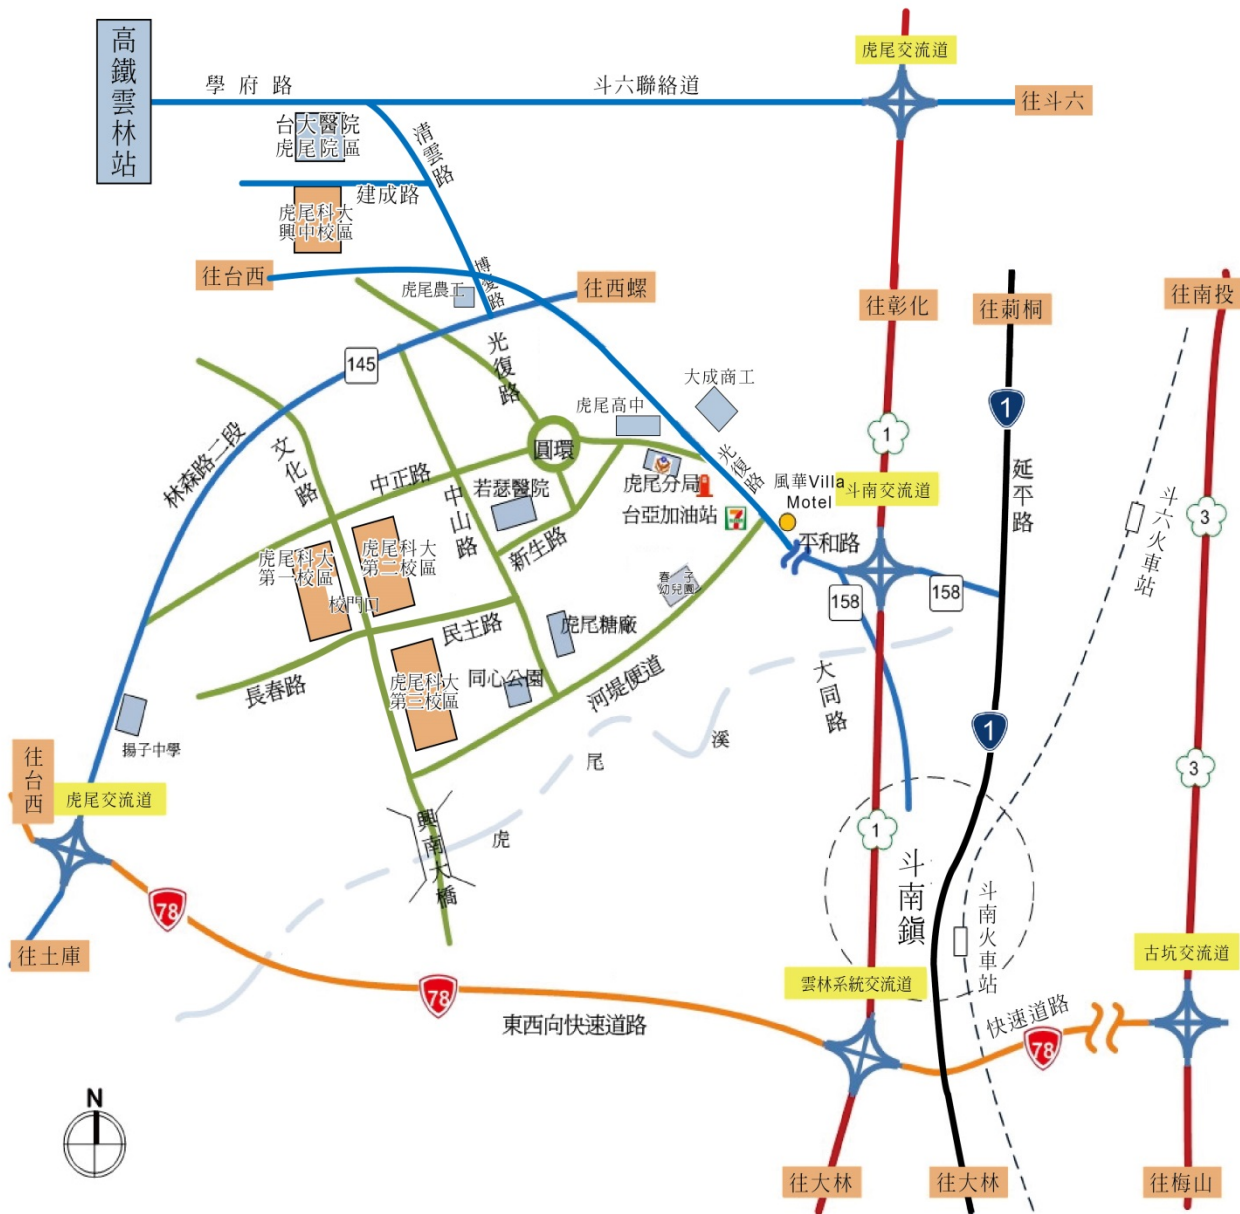 高鐵雲林站
學府路
斗六聯絡道
虎尾交流道
往斗六
台大醫院
虎尾院區
清雲路
建成路
虎尾科大
興中校區
往台西
虎尾農工
博愛路
往西螺
往彰化
往莿桐
往南投
145
光復路
大成商工
虎尾高中
1
1
圓環
林森路二段
文化路
中正路
中山路
若瑟醫院
虎尾分局
光復路
風華Villa
Motel
斗南交流道
延平路
斗六火車站
3
台亞加油站
平和路
新生路
虎尾科大
第一校區
虎尾科大
第二校區
校門口
春子
幼兒園
158
158
民主路
虎尾糖廠
長春路
虎尾科大
第三校區
同心公園
河堤便道
大同路
揚子中學
往台西
虎尾交流道
溪
尾
虎
1
3
1
興南大橋
斗南鎮
斗南火車站
78
往土庫
78
東西向快速道路
雲林系統交流道
快速道路
78
古坑交流道
N
往大林
往大林
往梅山